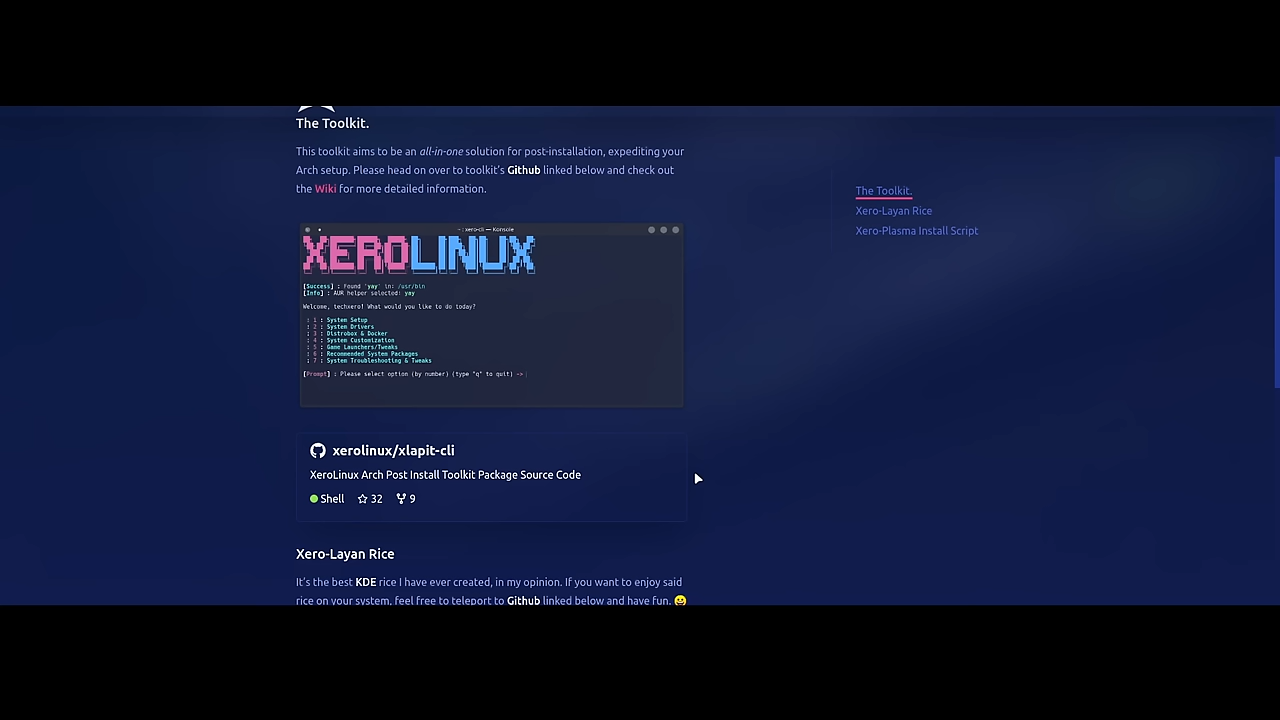 The Toolkit.
This toolkit aims to be an all-in-one solution for post-installation, expediting your
Arch setup. Please head on over to toolkit's Github linked below and check out
the Wiki for more detailed information.
~ : xero-cli — Konsole
XEROLINUX
[Success] : Found 'yay' in: /usr/bin
[Info] : AUR helper selected: yay
Welcome, techxero! What would you like to do today?
: 1 : System Setup
: 2 : System Drivers
: 3 : Distrobox & Docker
: 4 : System Customization
: 5 : Game Launchers/Tweaks
: 6 : Recommended System Packages
: 7 : System Troubleshooting & Tweaks
[Prompt] : Please select option (by number) (type "q" to quit) ->
xerolinux/xlapit-cli
XeroLinux Arch Post Install Toolkit Package Source Code
Shell 32 9
Xero-Layan Rice
It's the best KDE rice I have ever created, in my opinion. If you want to enjoy said
rice on your system, feel free to teleport to Github linked below and have fun. 😀
The Toolkit.
Xero-Layan Rice
Xero-Plasma Install Script